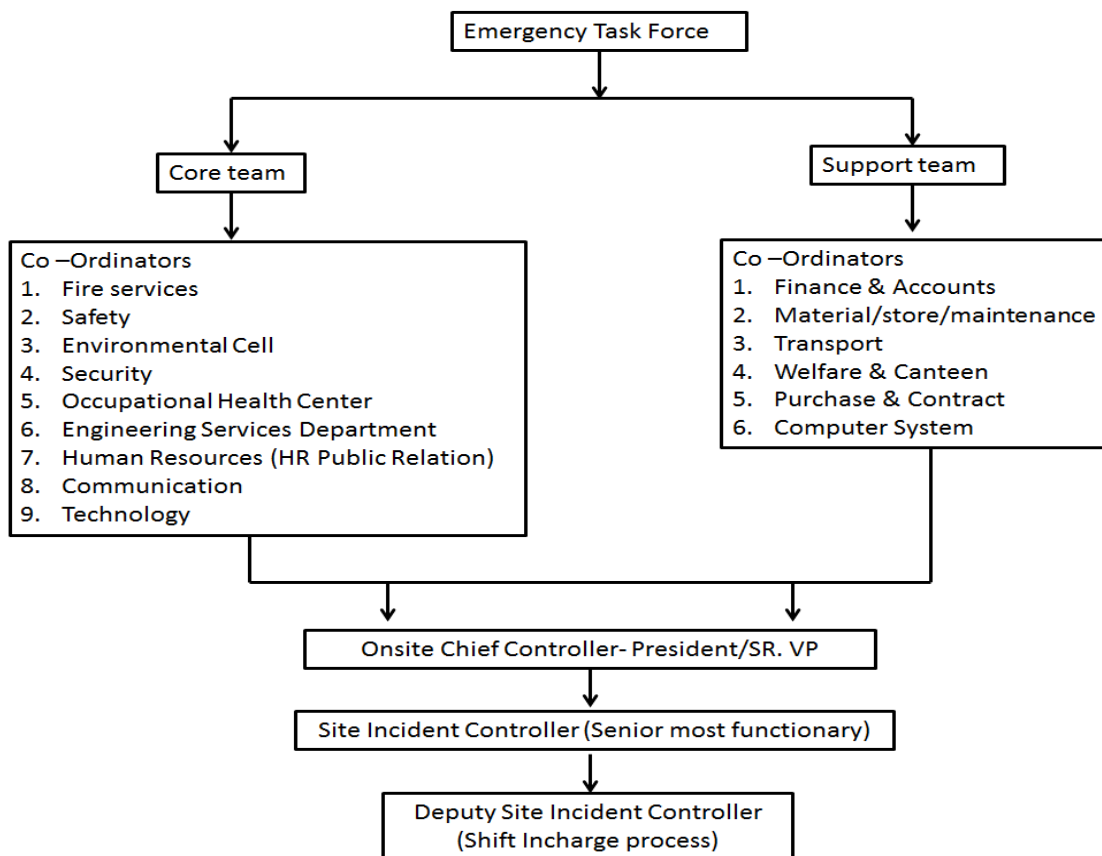 Emergency Task Force
Core team
Support team
Co –Ordinators
1. Fire services
2. Safety
3. Environmental Cell
4. Security
5. Occupational Health Center
6. Engineering Services Department
7. Human Resources (HR Public Relation)
8. Communication
9. Technology
Co –Ordinators
1. Finance & Accounts
2. Material/store/maintenance
3. Transport
4. Welfare & Canteen
5. Purchase & Contract
6. Computer System
Onsite Chief Controller- President/SR. VP
Site Incident Controller (Senior most functionary)
Deputy Site Incident Controller
(Shift Incharge process)